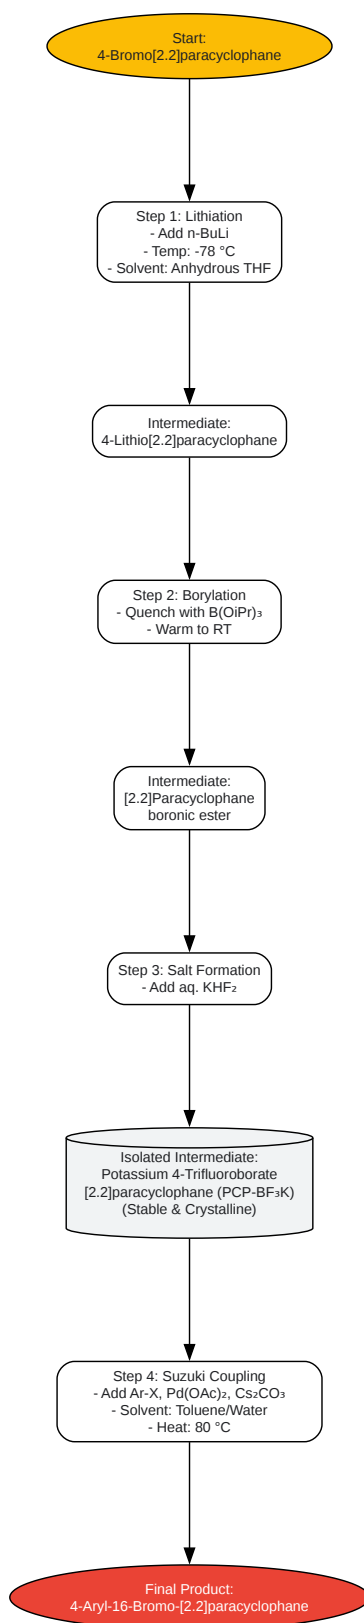 Start:
4-Bromo[2.2]paracyclophane
Step 1: Lithiation
- Add n-BuLi
- Temp: -78 °C
- Solvent: Anhydrous THF
Intermediate:
4-Lithio[2.2]paracyclophane
Step 2: Borylation
- Quench with B(OiPr)₃
- Warm to RT
Intermediate:
[2.2]Paracyclophane
boronic ester
Step 3: Salt Formation
- Add aq. KHF₂
Isolated Intermediate:
Potassium 4-Trifluoroborate
[2.2]paracyclophane (PCP-BF₃K)
(Stable & Crystalline)
Step 4: Suzuki Coupling
- Add Ar-X, Pd(OAc)₂, Cs₂CO₃
- Solvent: Toluene/Water
- Heat: 80 °C
Final Product:
4-Aryl-16-Bromo-[2.2]paracyclophane